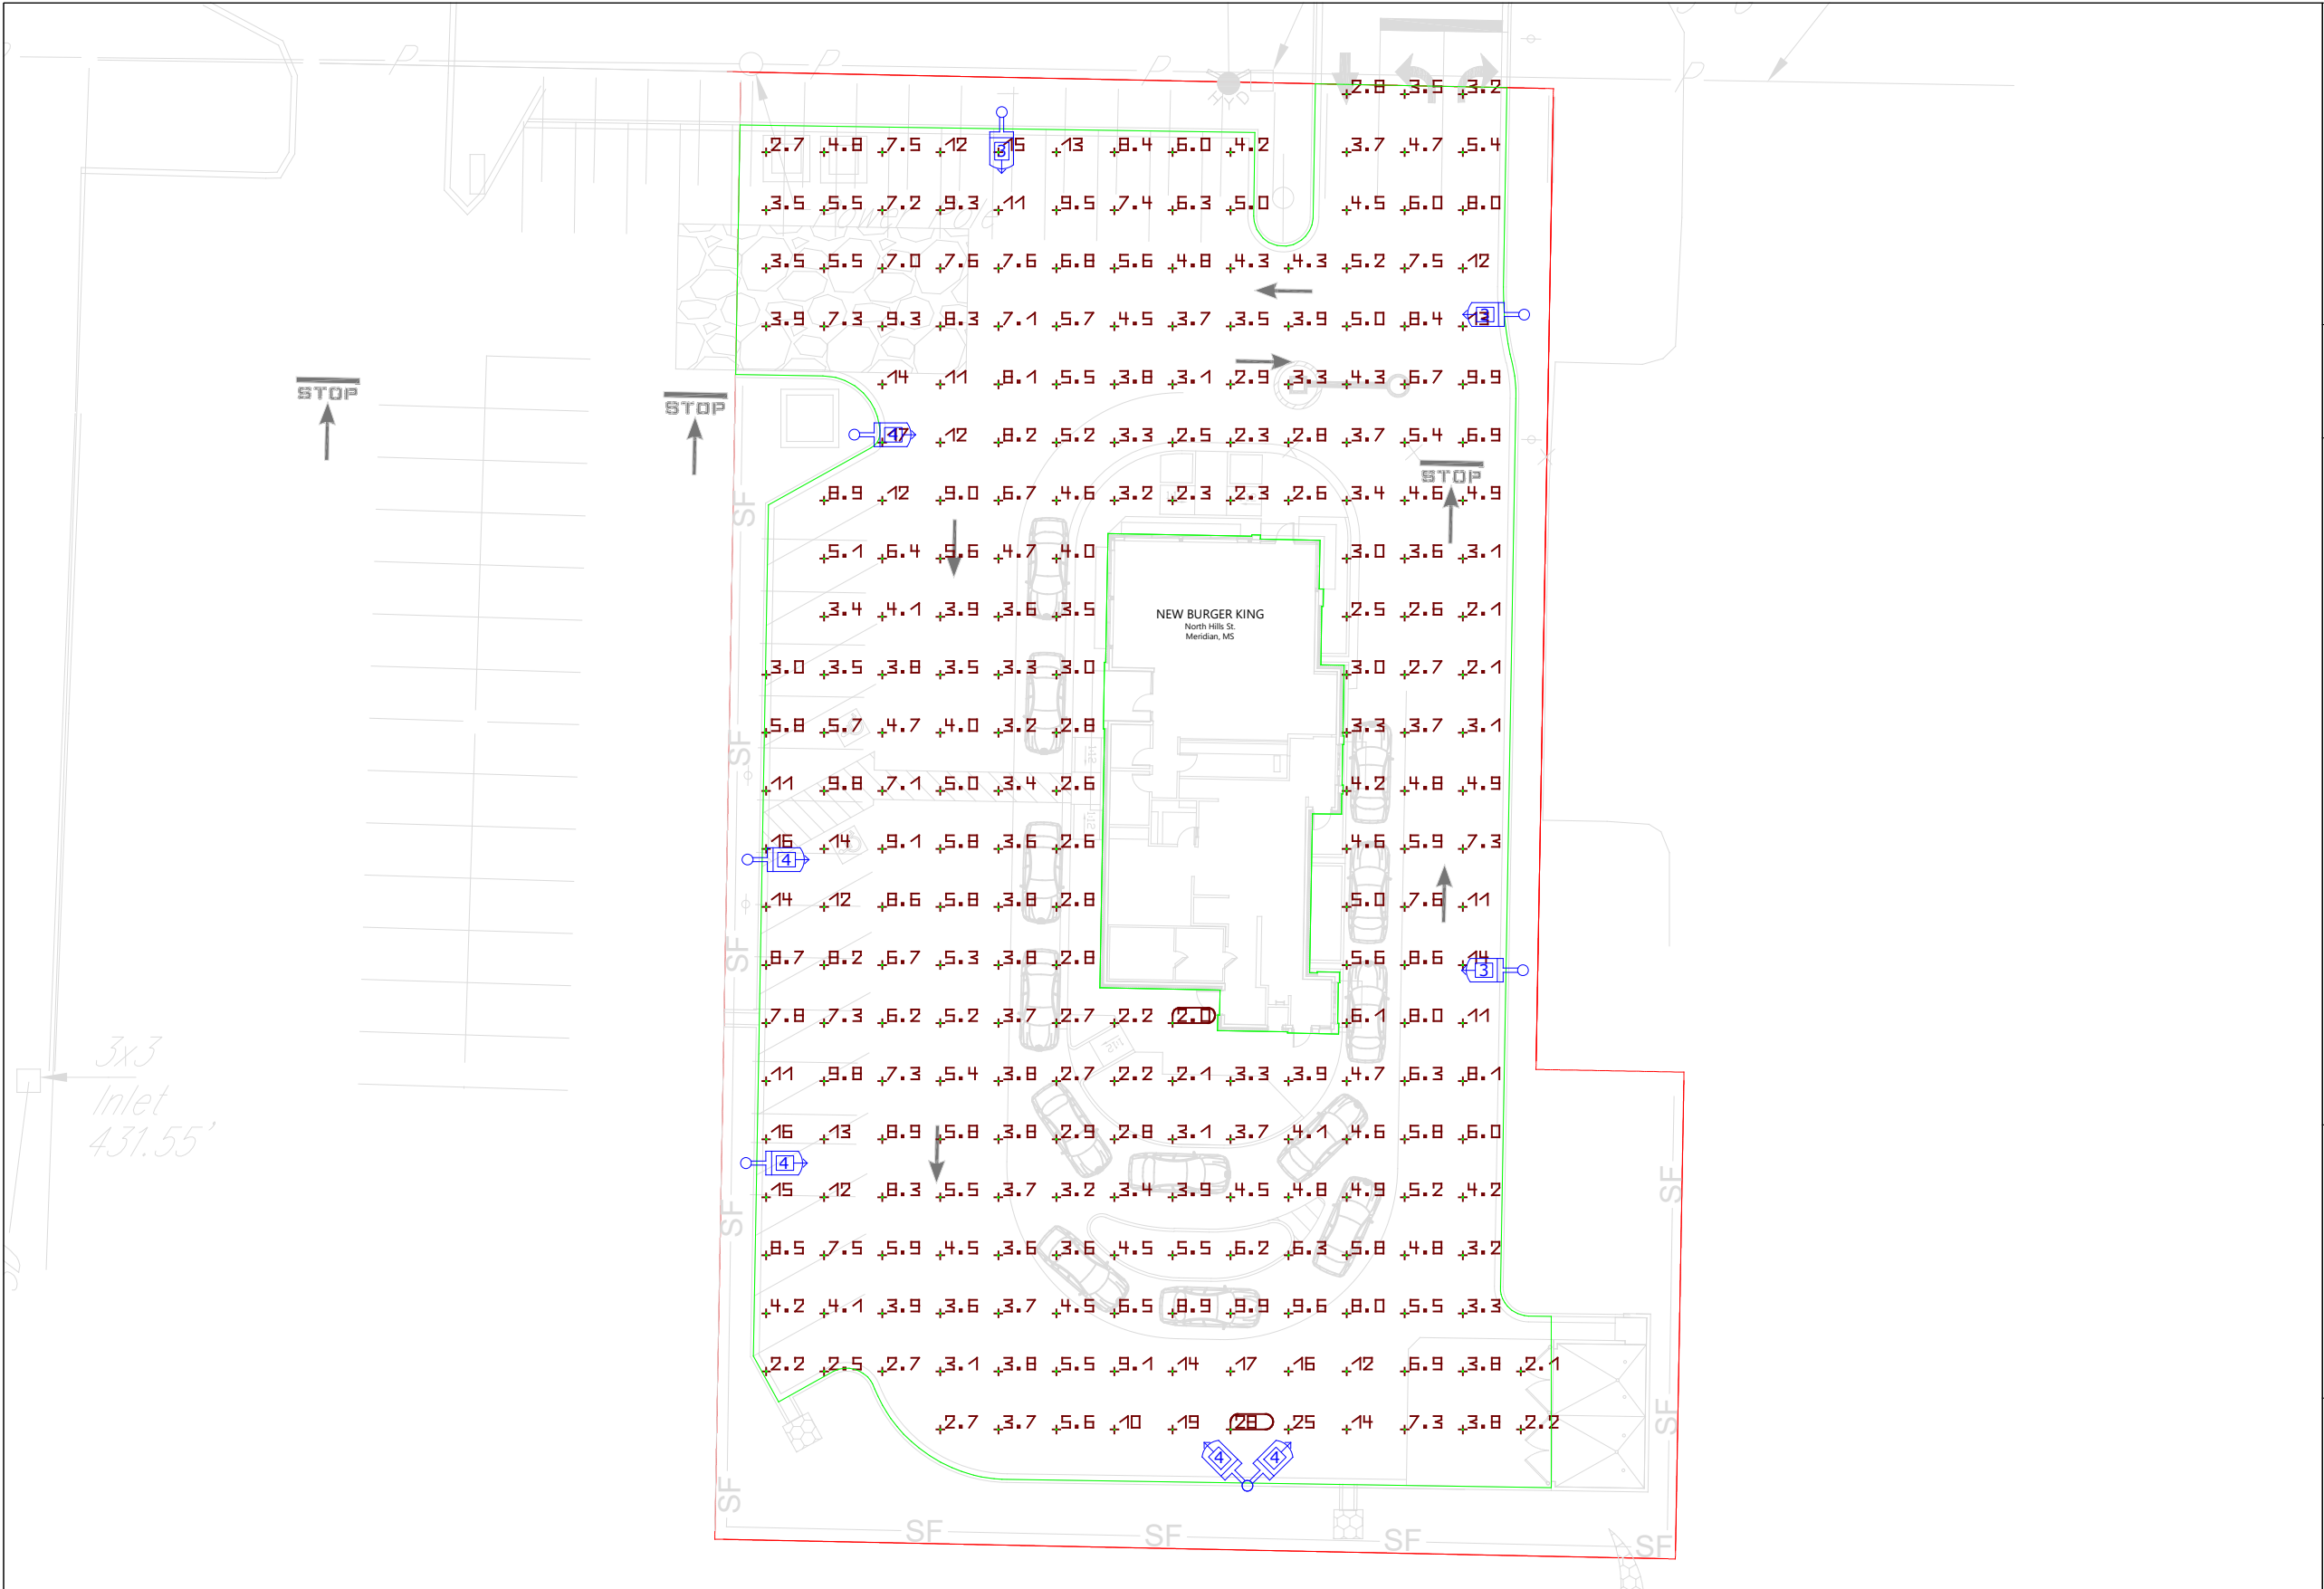 P P P P
HYD
2.8 3.5 3.2
2.7 4.8 7.5 12 15 13 8.4 6.0 4.2 3.7 4.7 5.4
3.5 5.5 7.2 9.3 11 9.5 7.4 6.3 5.0 4.5 6.0 8.0
3.5 5.5 7.0 7.6 7.6 6.8 5.6 4.8 4.3 4.3 5.2 7.5 12
3
3.9 7.3 9.3 8.3 7.1 5.7 4.5 3.7 3.5 3.9 5.0 8.4 13
STOP STOP
14 11 8.1 5.5 3.8 3.1 2.9 3.3 4.3 6.7 9.9
4
17 12 8.2 5.2 3.3 2.5 2.3 2.8 3.7 5.4 6.9
STOP
SF
8.9 12 9.0 6.7 4.6 3.2 2.3 2.3 2.6 3.4 4.6 4.9
5.1 6.4 5.6 4.7 4.0 3.0 3.6 3.1
3.4 4.1 3.9 3.6 3.5 2.5 2.6 2.1
NEW BURGER KING
North Hills St.
Meridian, MS
3.0 3.5 3.8 3.5 3.3 3.0 3.0 2.7 2.1
SF
5.8 5.7 4.7 4.0 3.2 2.8 3.3 3.7 3.1
1:12
11 9.8 7.1 5.0 3.4 2.6 4.2 4.8 4.9
1:12
16 14 9.1 5.8 3.6 2.6 4.6 5.9 7.3
4
14 12 8.6 5.8 3.8 2.8 5.0 7.6 11
SF
8.7 8.2 6.7 5.3 3.8 2.8 5.6 8.6 14
3
7.8 7.3 6.2 5.2 3.7 2.7 2.2 2.0 6.1 8.0 11
1:12
3x3
Inlet
431.55'
11 9.8 7.3 5.4 3.8 2.7 2.2 2.1 3.3 3.9 4.7 6.3 8.1
16 13 8.9 5.8 3.8 2.9 2.8 3.1 3.7 4.1 4.6 5.8 6.0
4
15 12 8.3 5.5 3.7 3.2 3.4 3.9 4.5 4.8 4.9 5.2 4.2
SF SF
8.5 7.5 5.9 4.5 3.6 3.6 4.5 5.5 6.2 6.3 5.8 4.8 3.2
4.2 4.1 3.9 3.6 3.7 4.5 6.5 8.9 9.9 9.6 8.0 5.5 3.3
2.2 2.5 2.7 3.1 3.8 5.5 9.1 14 17 16 12 6.9 3.8 2.1
2.7 3.7 5.6 10 19 28 25 14 7.3 3.8 2.2
SF
4 4
SF
SF SF SF SF